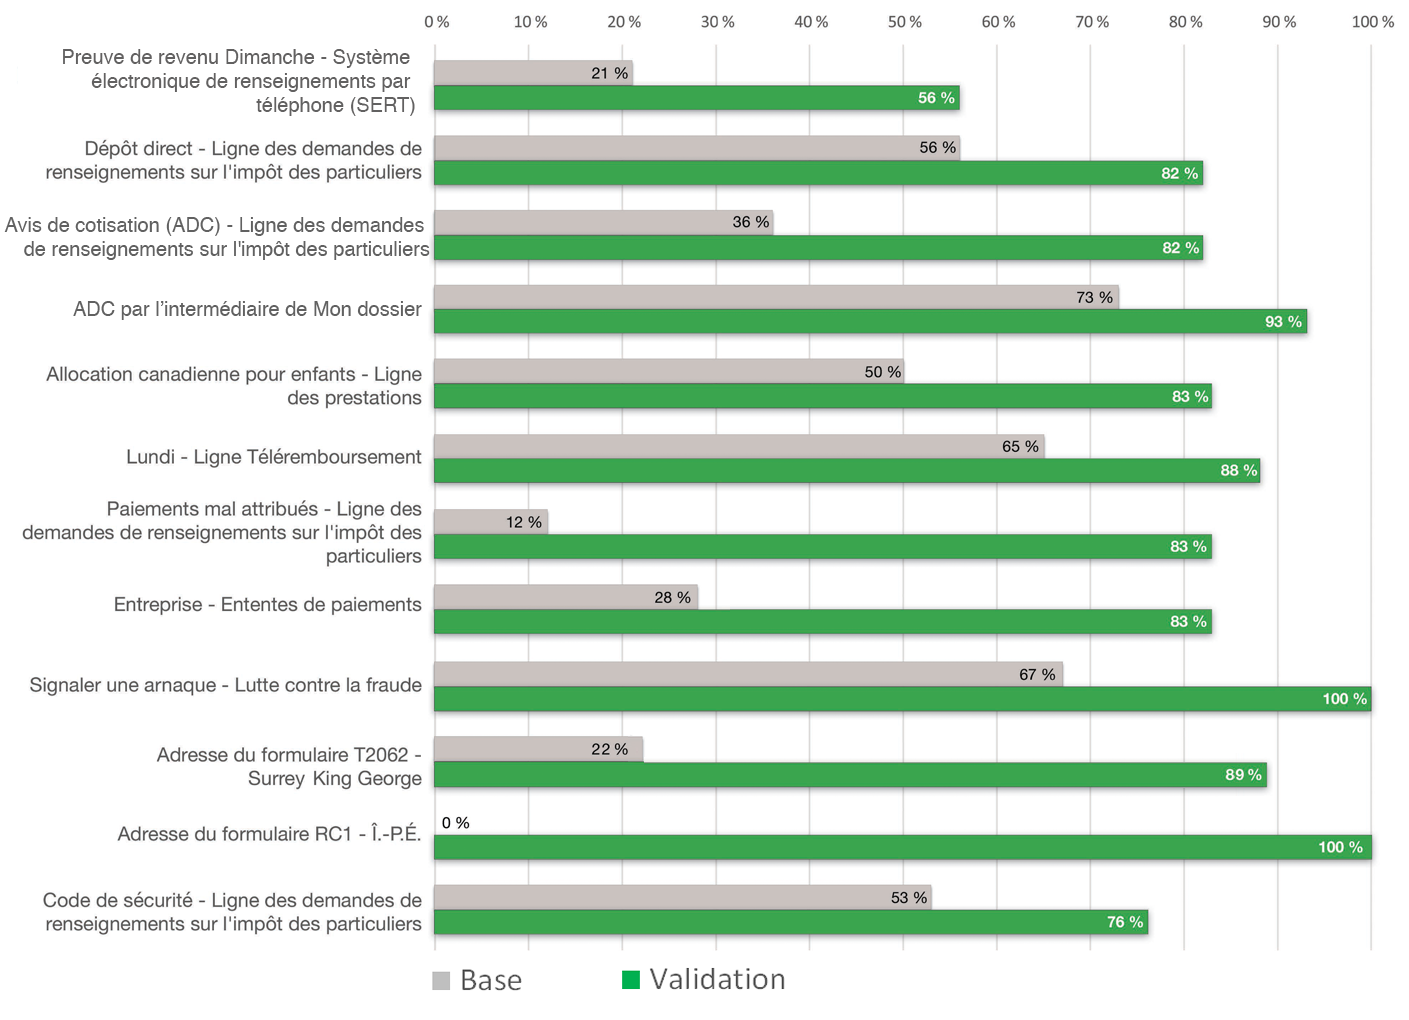 0 % 10 % 20 % 30 % 40 % 50 % 60 % 70 % 80 % 90 % 100 %
Preuve de revenu Dimanche - Système
électronique de renseignements par
téléphone (SERT)
21 %
56 %
Dépôt direct - Ligne des demandes de
renseignements sur l'impôt des particuliers
56 %
82 %
Avis de cotisation (ADC) - Ligne des demandes
de renseignements sur l'impôt des particuliers
36 %
82 %
ADC par l’intermédiaire de Mon dossier
73 %
93 %
Allocation canadienne pour enfants - Ligne
des prestations
50 %
83 %
Lundi - Ligne Téléremboursement
65 %
88 %
Paiements mal attribués - Ligne des
demandes de renseignements sur l'impôt des
particuliers
12 %
83 %
Entreprise - Ententes de paiements
28 %
83 %
Signaler une arnaque - Lutte contre la fraude
67 %
100 %
Adresse du formulaire T2062 -
Surrey King George
22 %
89 %
Adresse du formulaire RC1 - Î.-P.É.
0 %
100 %
Code de sécurité - Ligne des demandes de
renseignements sur l'impôt des particuliers
53 %
76 %
Base Validation